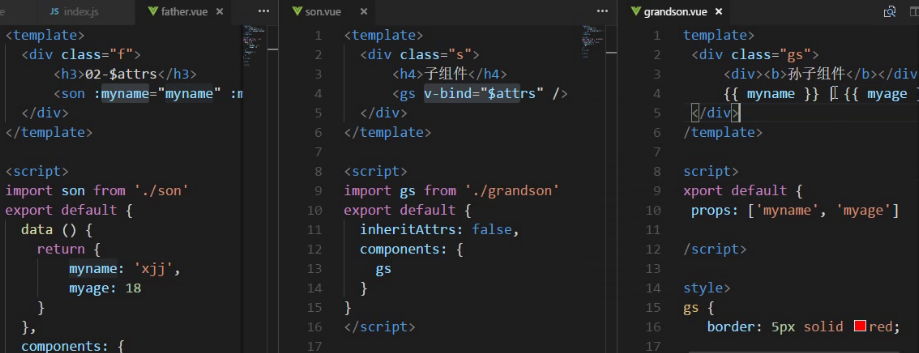 JS index.js
father.vue ×
<template>
<div class="f">
<h3>02-$attrs</h3>
<son :myname="myname" :m
</div>
</template>
<script>
import son from './son'
export default {
data () {
return {
myname: 'xjj',
myage: 18
}
},
components: {
son.vue ×
1 <template>
2 <div class="s">
3 <h4>子组件</h4>
4 <gs v-bind="$attrs" />
5 </div>
6 </template>
7
8 <script>
9 import gs from './grandson'
10 export default {
11 inheritAttrs: false,
12 components: {
13 gs
14 }
15 }
16 </script>
17
grandson.vue ×
1 template>
2 <div class="gs">
3 <div><b>孙子组件</b></div
4 {{ myname }} | {{ myage }
5 </div>
6 /template>
7
8 script>
9 xport default {
10 props: ['myname', 'myage']
11
12 /script>
13
14 style>
15 gs {
16 border: 5px solid red;
17